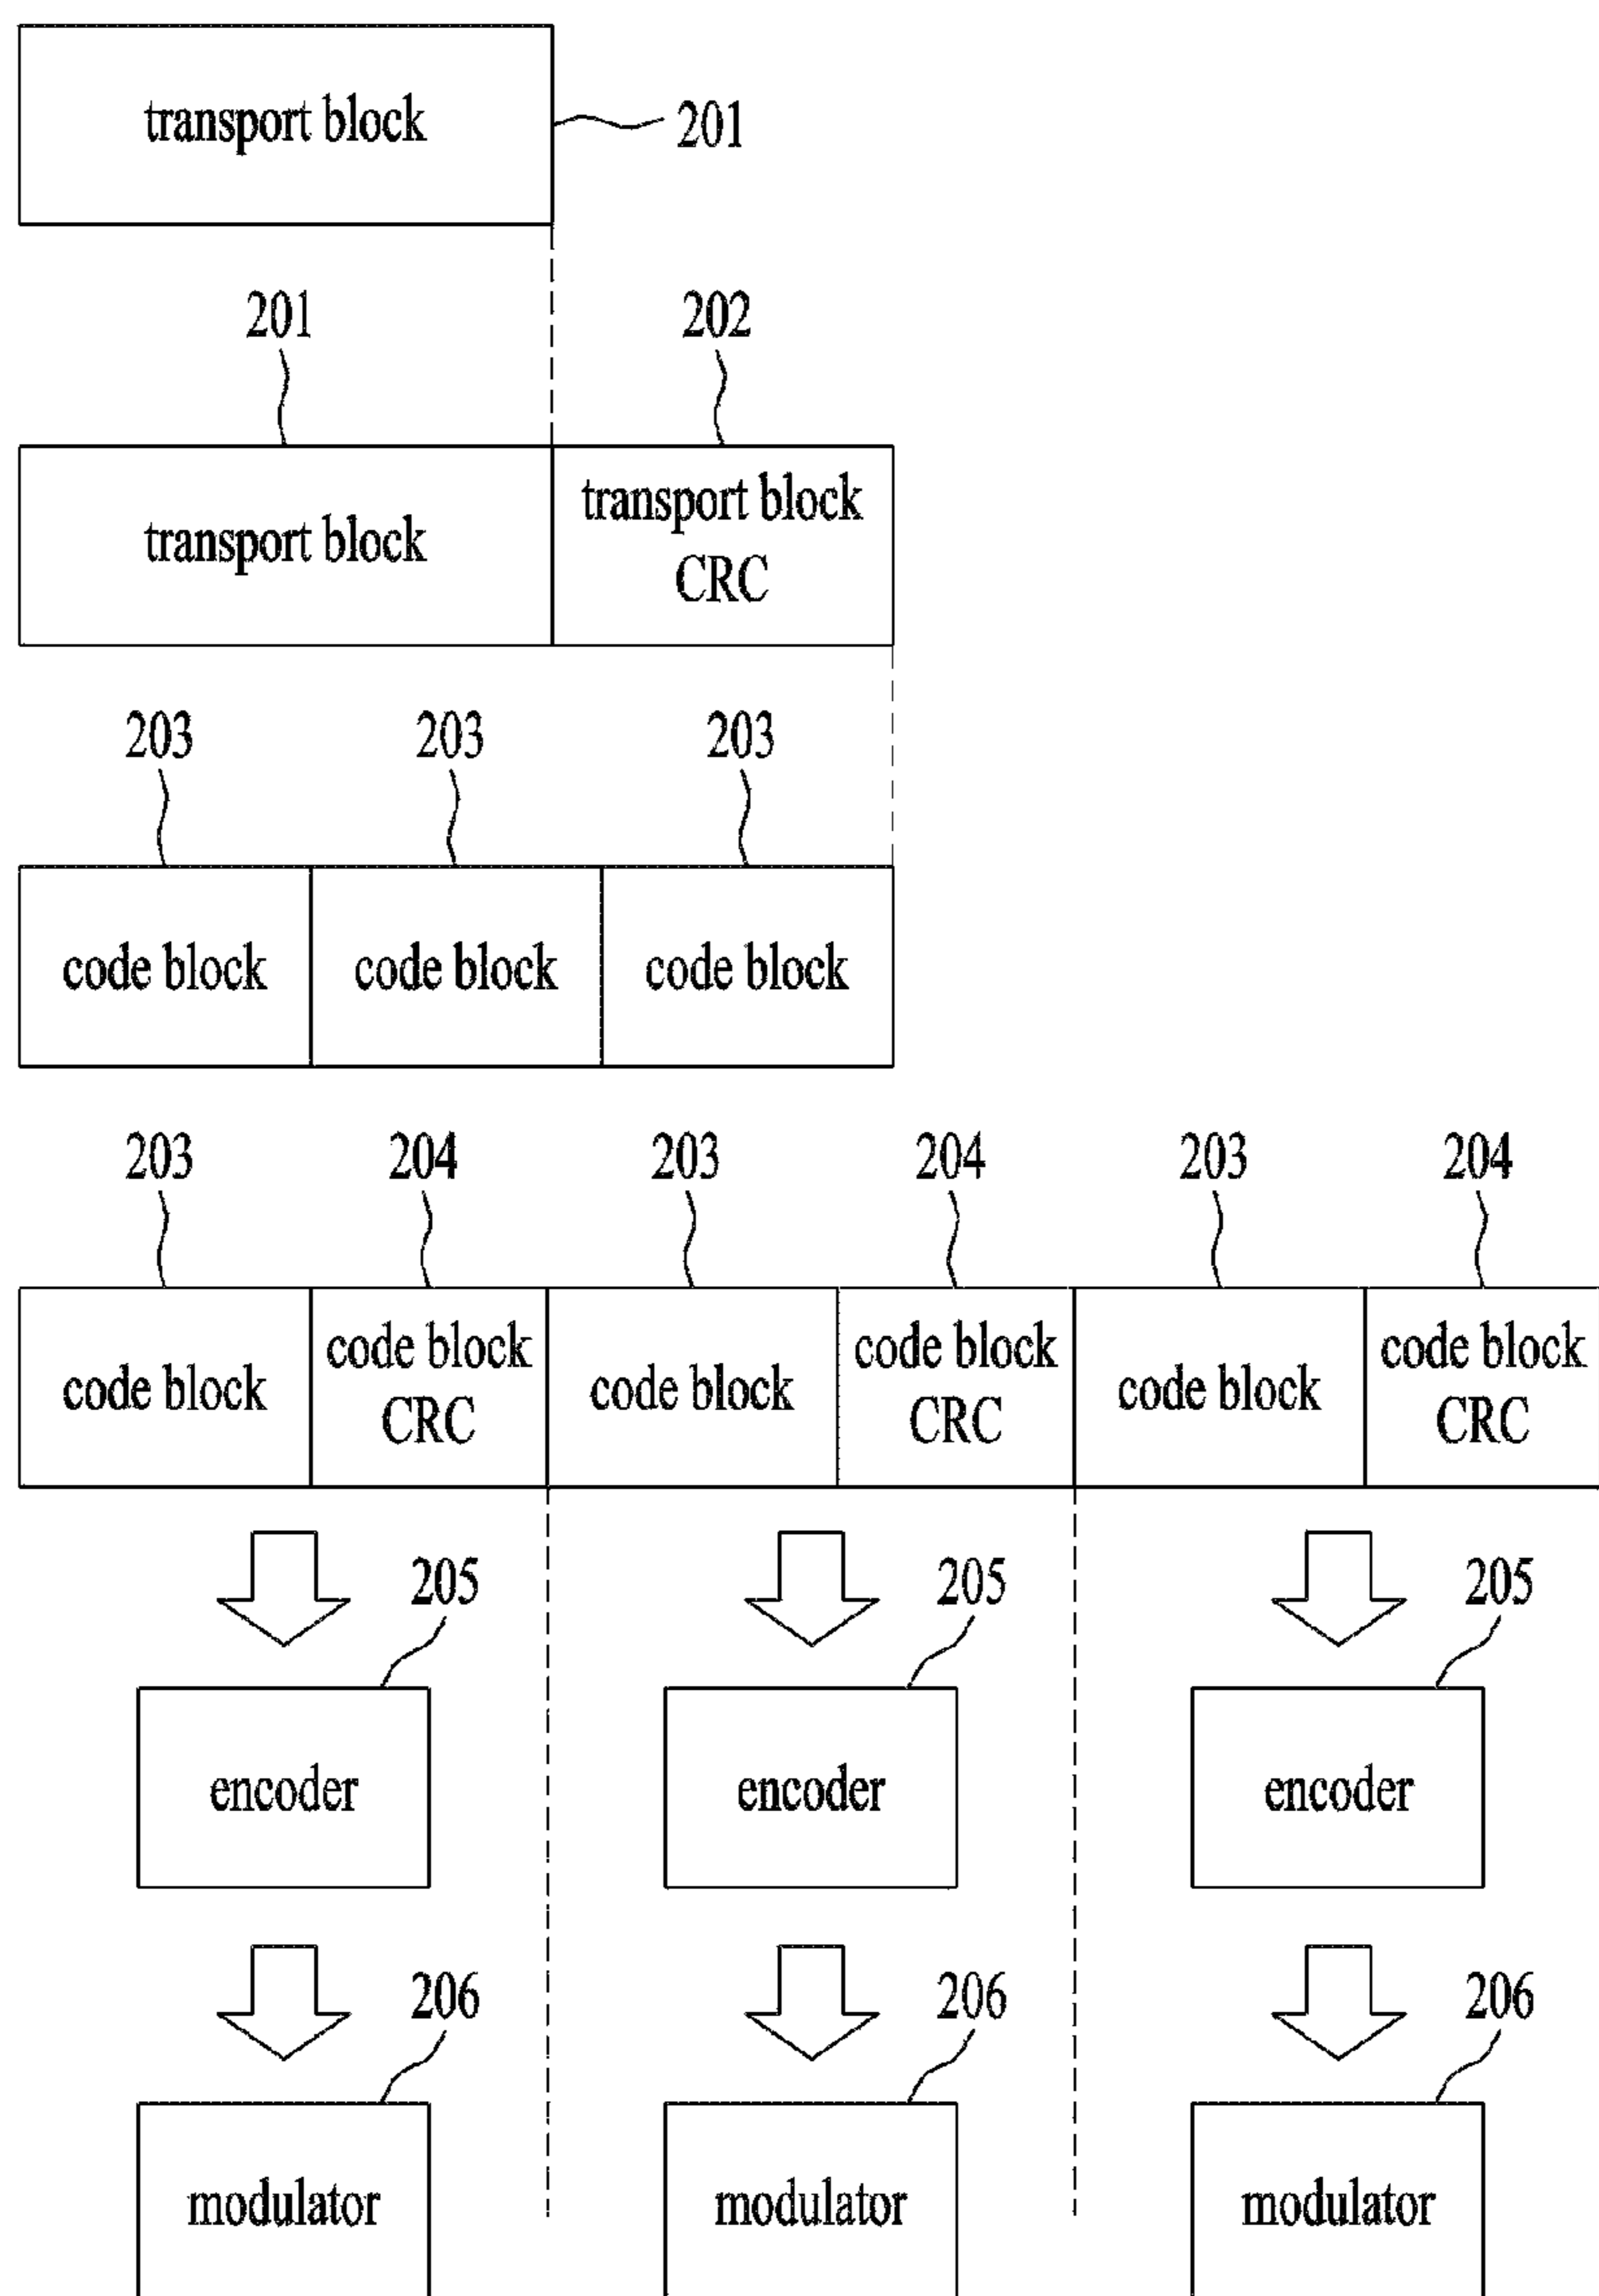 transport block
201
201
202
transport block
transport block
CRC
203
203
203
code block
code block
code block
203
204
203
204
203
204
code block
code block
CRC
code block
code block
CRC
code block
code block
CRC
205
205
205
encoder
encoder
encoder
206
206
206
modulator
modulator
modulator